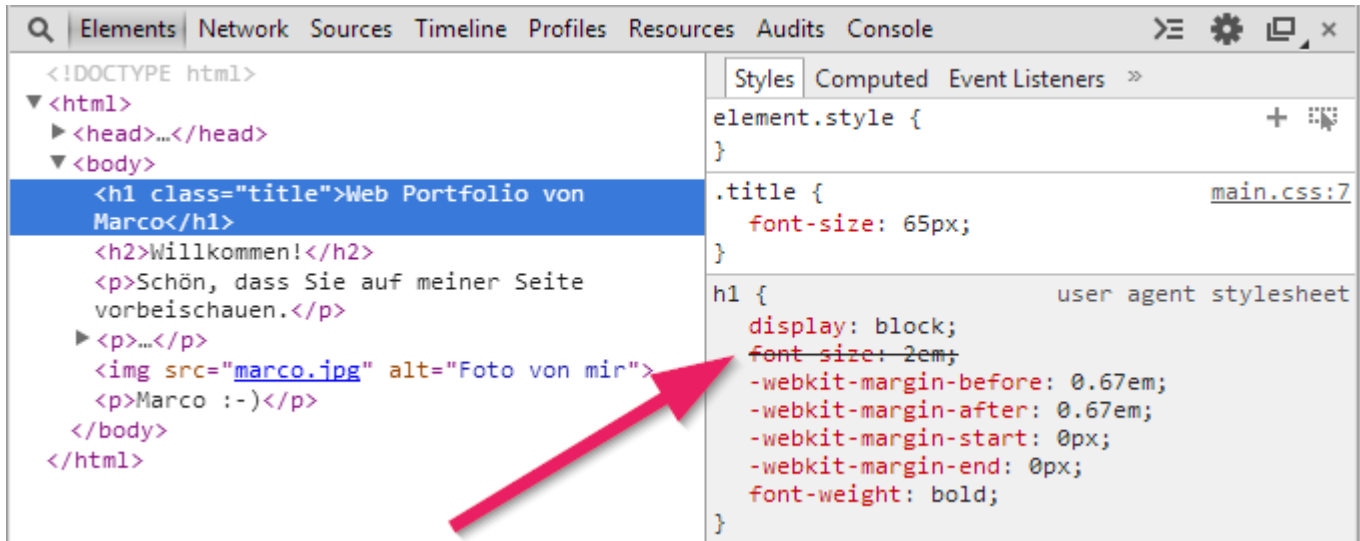 Elements Network Sources Timeline Profiles Resources Audits Console
<!DOCTYPE html>
<html>
<head>…</head>
<body>
<h1 class="title">Web Portfolio von
Marco</h1>
<h2>Willkommen!</h2>
<p>Schön, dass Sie auf meiner Seite
vorbeischauen.</p>
<p>…</p>
<img src="marco.jpg" alt="Foto von mir">
<p>Marco :-)</p>
</body>
</html>
Styles Computed Event Listeners »
element.style {
}
.title { main.css:7
font-size: 65px;
}
h1 { user agent stylesheet
display: block;
font-size: 2em;
-webkit-margin-before: 0.67em;
-webkit-margin-after: 0.67em;
-webkit-margin-start: 0px;
-webkit-margin-end: 0px;
font-weight: bold;
}